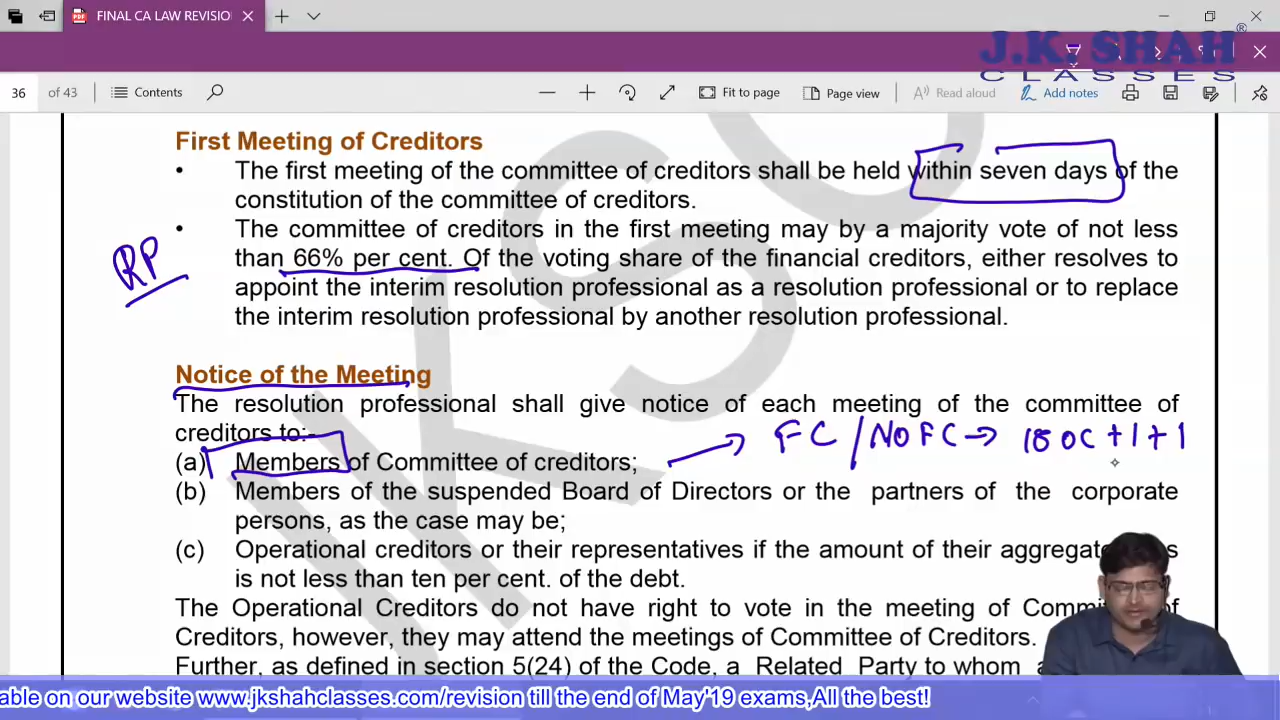 FINAL CA LAW REVISIO
J.K. SHAH ®
CLASSES
36 of 43 Contents Fit to page Page view Read aloud Add notes
First Meeting of Creditors
• The first meeting of the committee of creditors shall be held within seven days of the
constitution of the committee of creditors.
• The committee of creditors in the first meeting may by a majority vote of not less
than 66% per cent. Of the voting share of the financial creditors, either resolves to
appoint the interim resolution professional as a resolution professional or to replace
the interim resolution professional by another resolution professional.
RP
Notice of the Meeting
The resolution professional shall give notice of each meeting of the committee of
creditors to:-
FC / NOFC → 18 OC + 1 + 1
(a) Members of Committee of creditors;
(b) Members of the suspended Board of Directors or the partners of the corporate
persons, as the case may be;
(c) Operational creditors or their representatives if the amount of their aggregate
is not less than ten per cent. of the debt.
The Operational Creditors do not have right to vote in the meeting of
Creditors, however, they may attend the meetings of Committee of Creditors.
Further, as defined in section 5(24) of the Code, a Related Party to whom
able on our website www.jkshahclasses.com/revision till the end of May'19 exams,All the best!